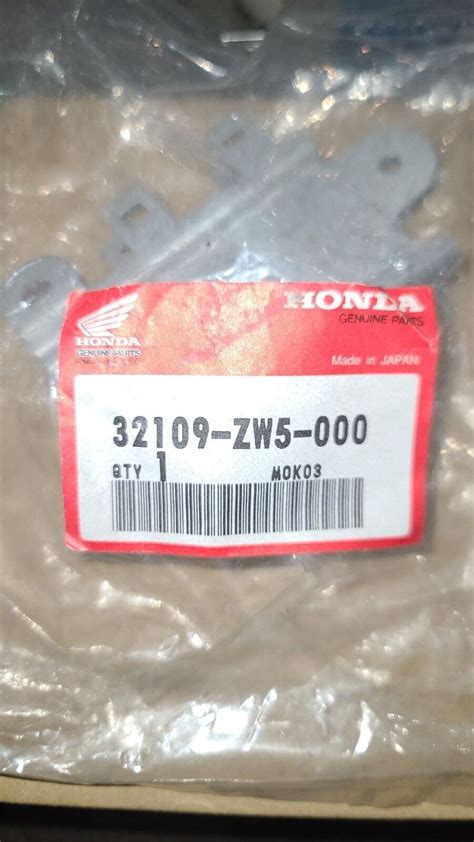 HONDA
GENUINE PARTS
HONDA
GENUINE PARTS
Made in JAPAN
32109-ZW5-000
QTY 1 MOK03